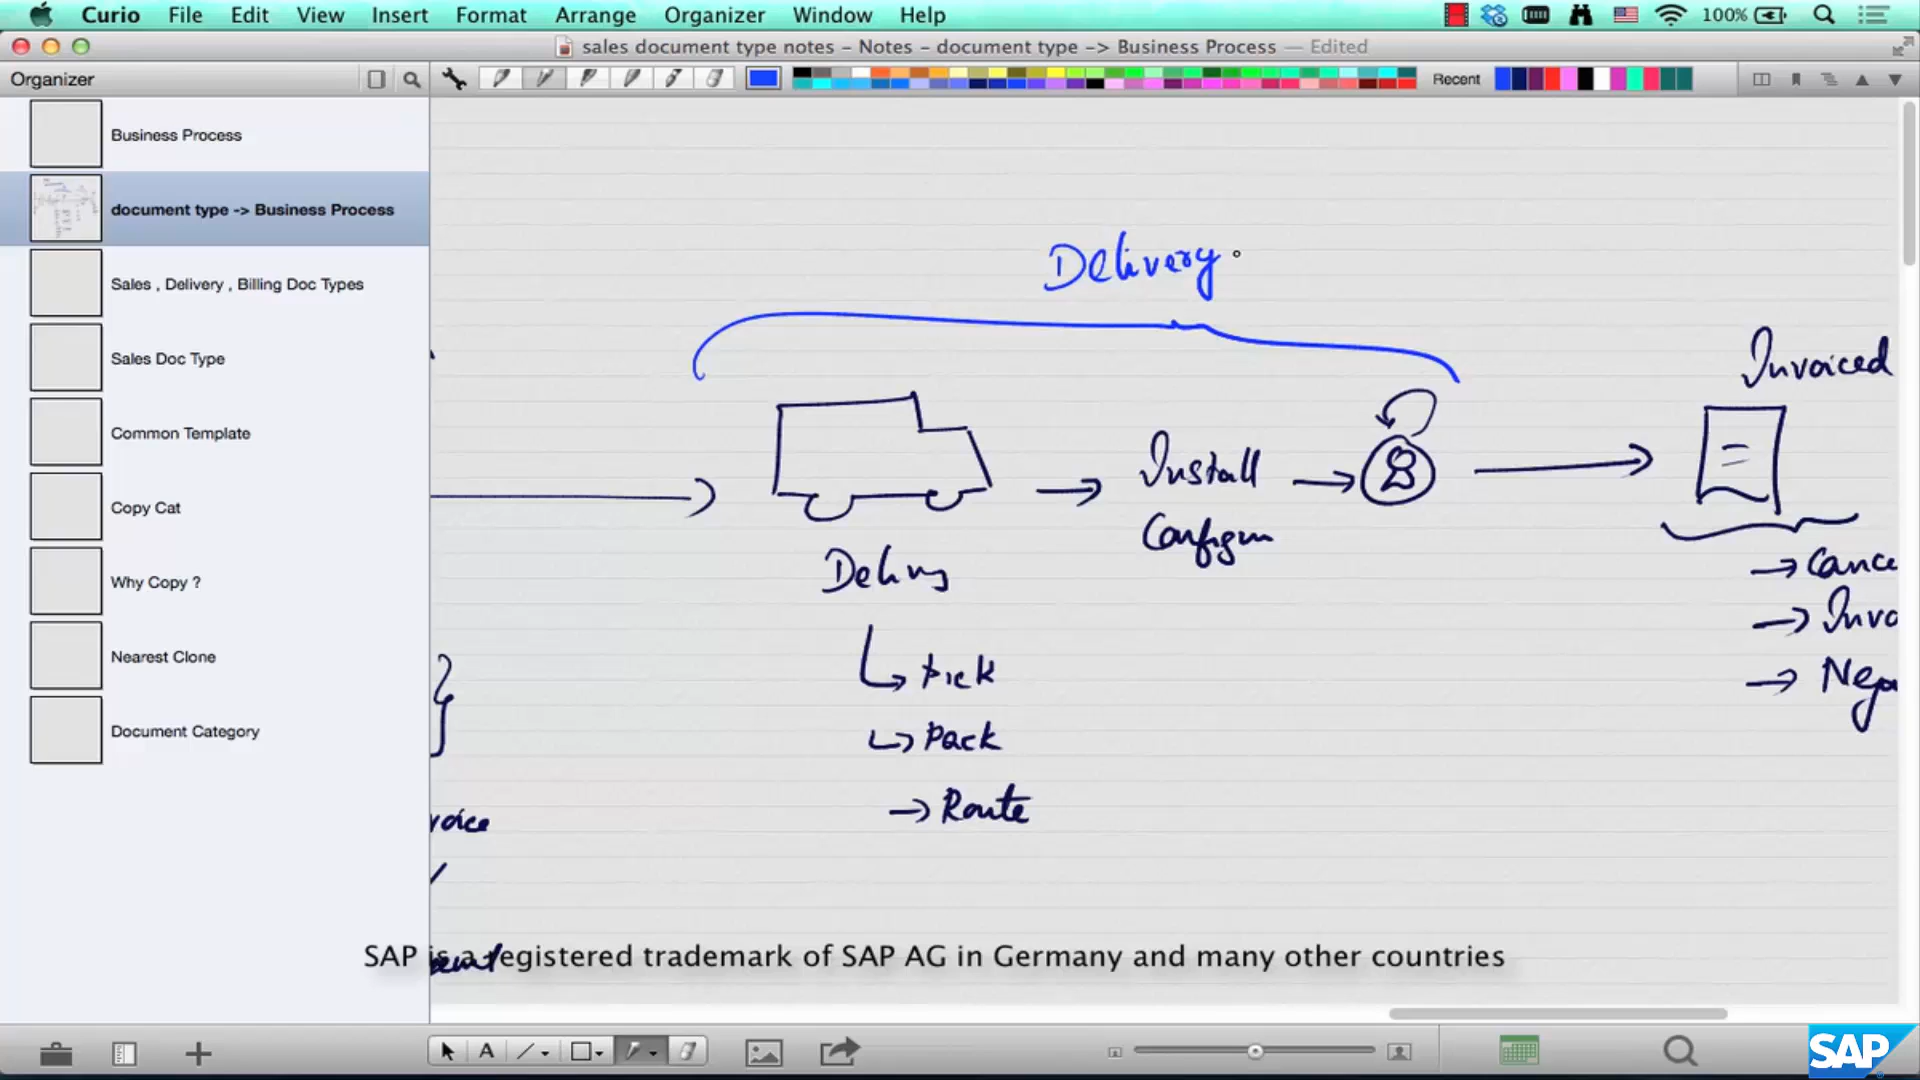 Curio File Edit View Insert Format Arrange Organizer Window Help 100%
sales document type notes – Notes – document type -> Business Process — Edited
Organizer
Recent
Business Process
document type -> Business Process
Sales , Delivery , Billing Doc Types
Sales Doc Type
Common Template
Copy Cat
Why Copy ?
Nearest Clone
Document Category
Delivery
Invoiced
Install
Pick
Pack
Route
SAP is a registered trademark of SAP AG in Germany and many other countries
A
SAP